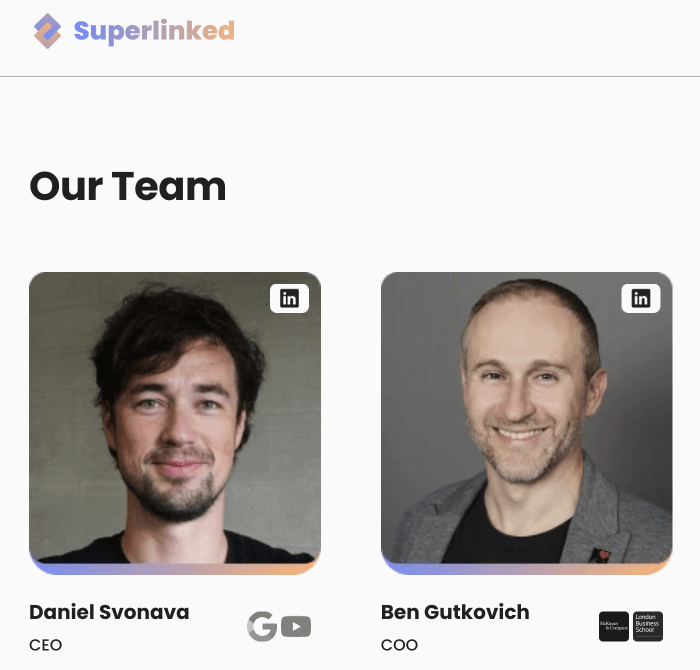 Superlinked
Our Team
in
in
Daniel Svonava
CEO
G
Ben Gutkovich
COO
McKinsey
& Company
London
Business
School